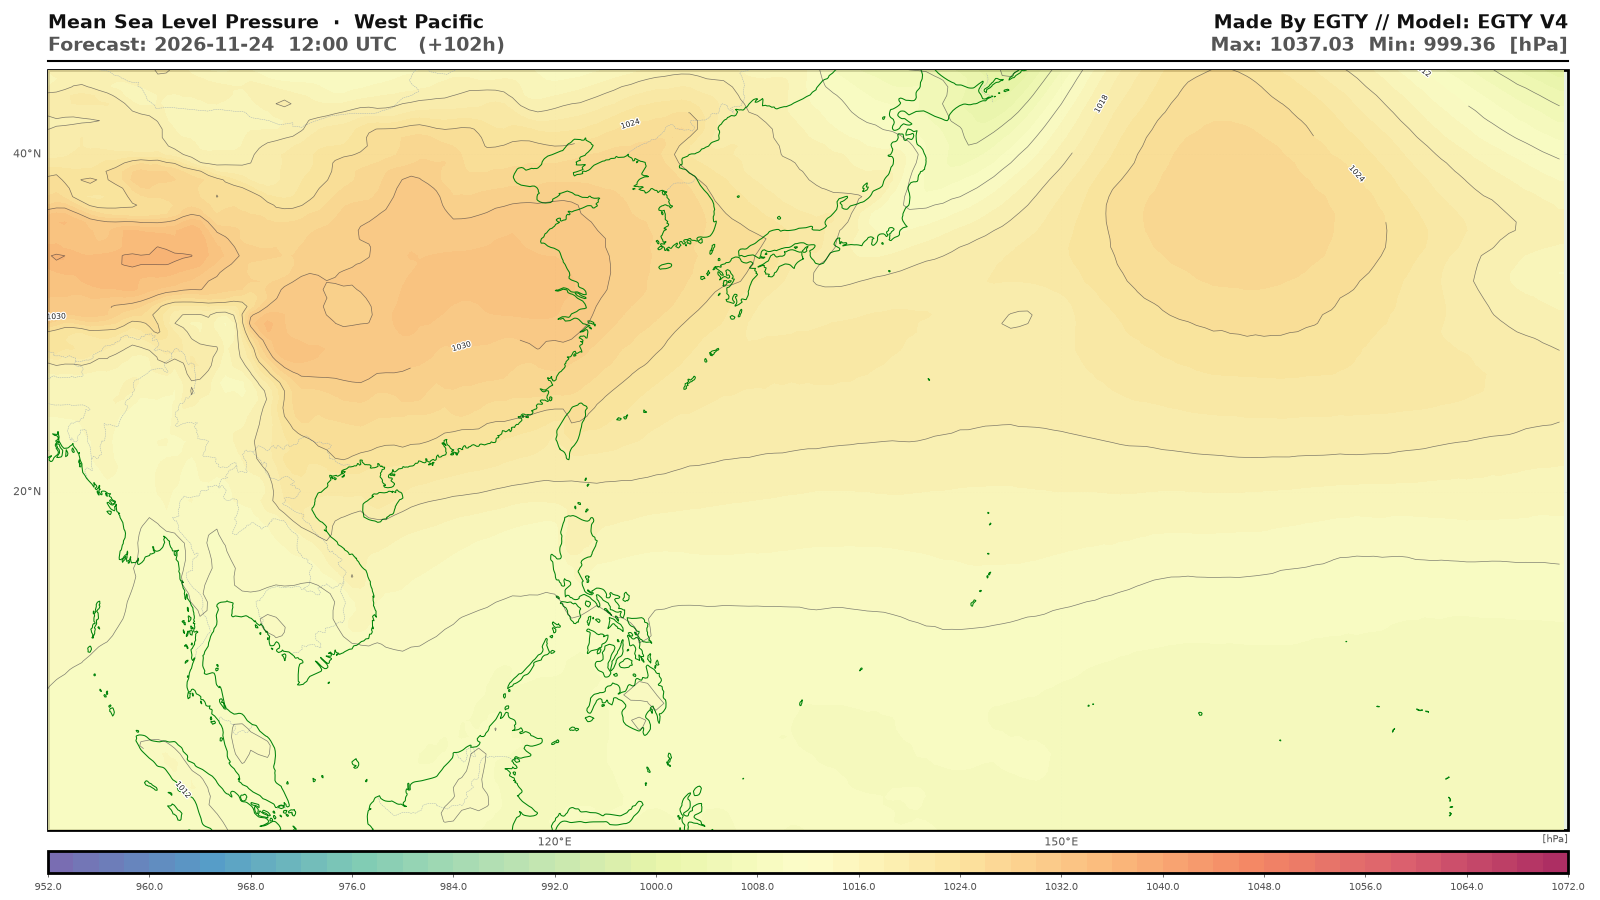 Mean Sea Level Pressure · West Pacific
Made By EGTY // Model: EGTY V4
Forecast: 2026-11-24 12:00 UTC (+102h)
Max: 1037.03 Min: 999.36 [hPa]
12
1018
1024
40°N
1024
1030
1030
20°N
1012
120°E
150°E
[hPa]
952.0 960.0 968.0 976.0 984.0 992.0 1000.0 1008.0 1016.0 1024.0 1032.0 1040.0 1048.0 1056.0 1064.0 1072.0